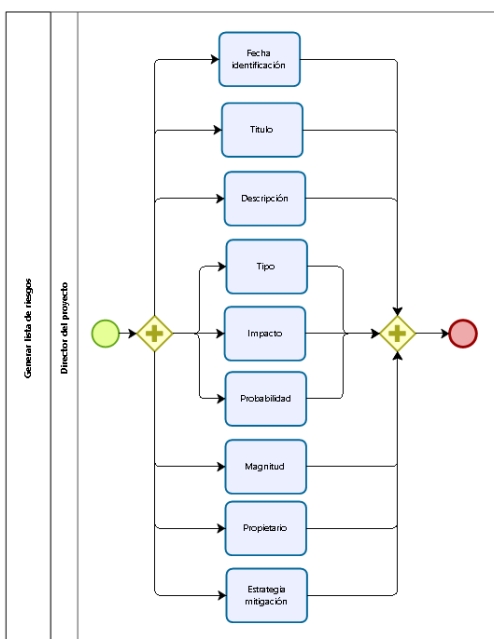 Generar lista de riesgos
Director del proyecto
Fecha
identificación
Titulo
Descripción
Tipo
Impacto
Probabilidad
Magnitud
Propietario
Estrategia
mitigación